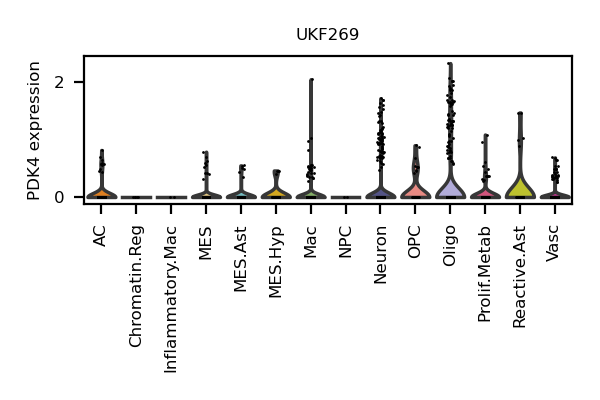 UKF269
PDK4 expression
2
0
AC
Chromatin.Reg
Inflammatory.Mac
MES
MES.Ast
MES.Hyp
Mac
NPC
Neuron
OPC
Oligo
Prolif.Metab
Reactive.Ast
Vasc